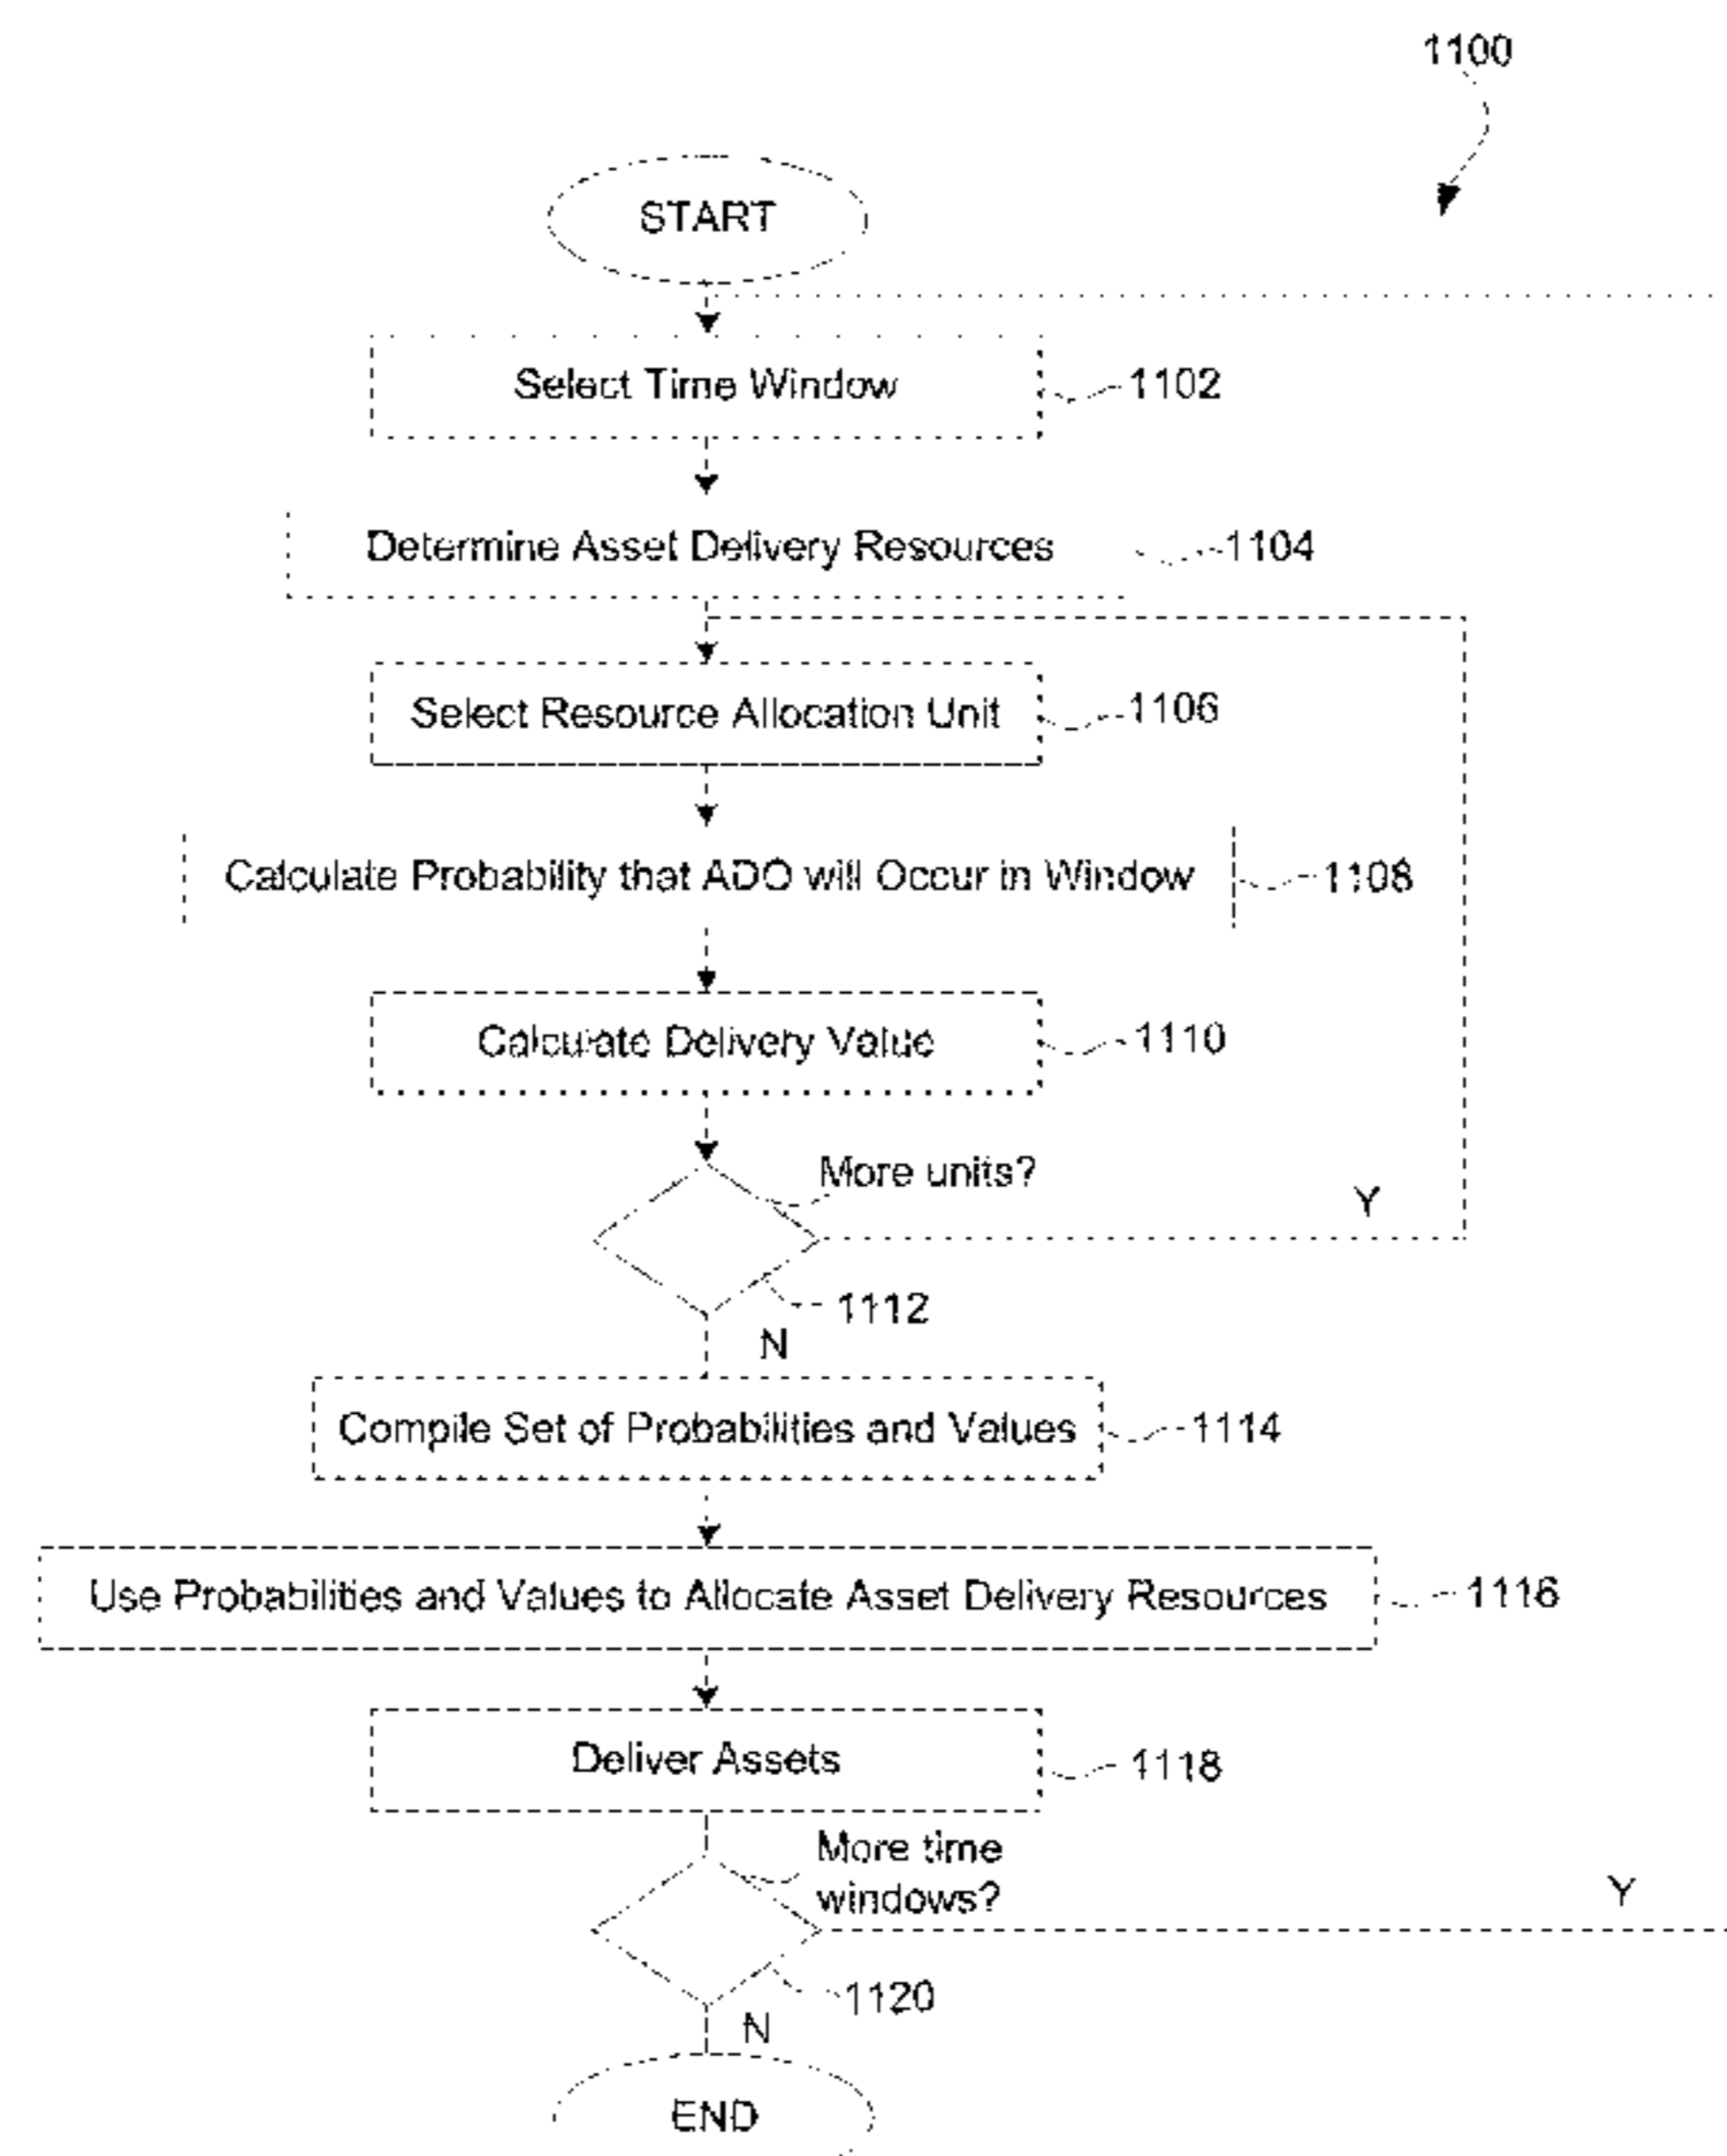 1100
START
Select Time Window
1102
Determine Asset Delivery Resources
1104
Select Resource Allocation Unit
1106
Calculate Probability that ADO will Occur in Window
1108
Calculate Delivery Value
1110
More units?
Y
1112
N
Compile Set of Probabilities and Values
1114
Use Probabilities and Values to Allocate Asset Delivery Resources
1116
Deliver Assets
1118
More time
windows?
Y
1120
N
END